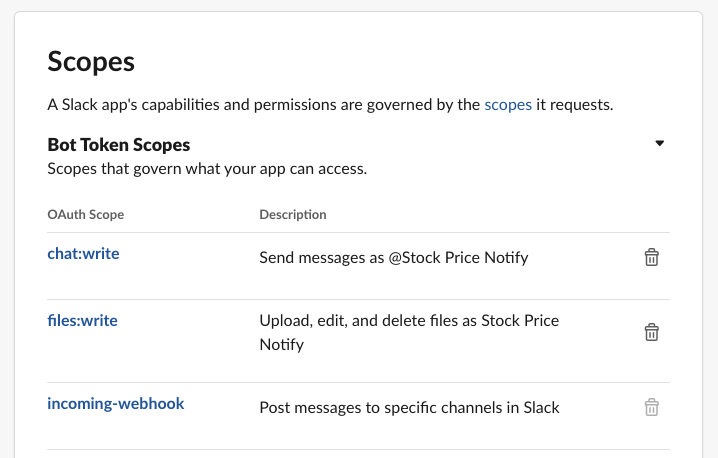 Scopes
A Slack app's capabilities and permissions are governed by the scopes it requests.
Bot Token Scopes
Scopes that govern what your app can access.
OAuth Scope Description
chat:write Send messages as @Stock Price Notify
files:write Upload, edit, and delete files as Stock Price
Notify
incoming-webhook Post messages to specific channels in Slack